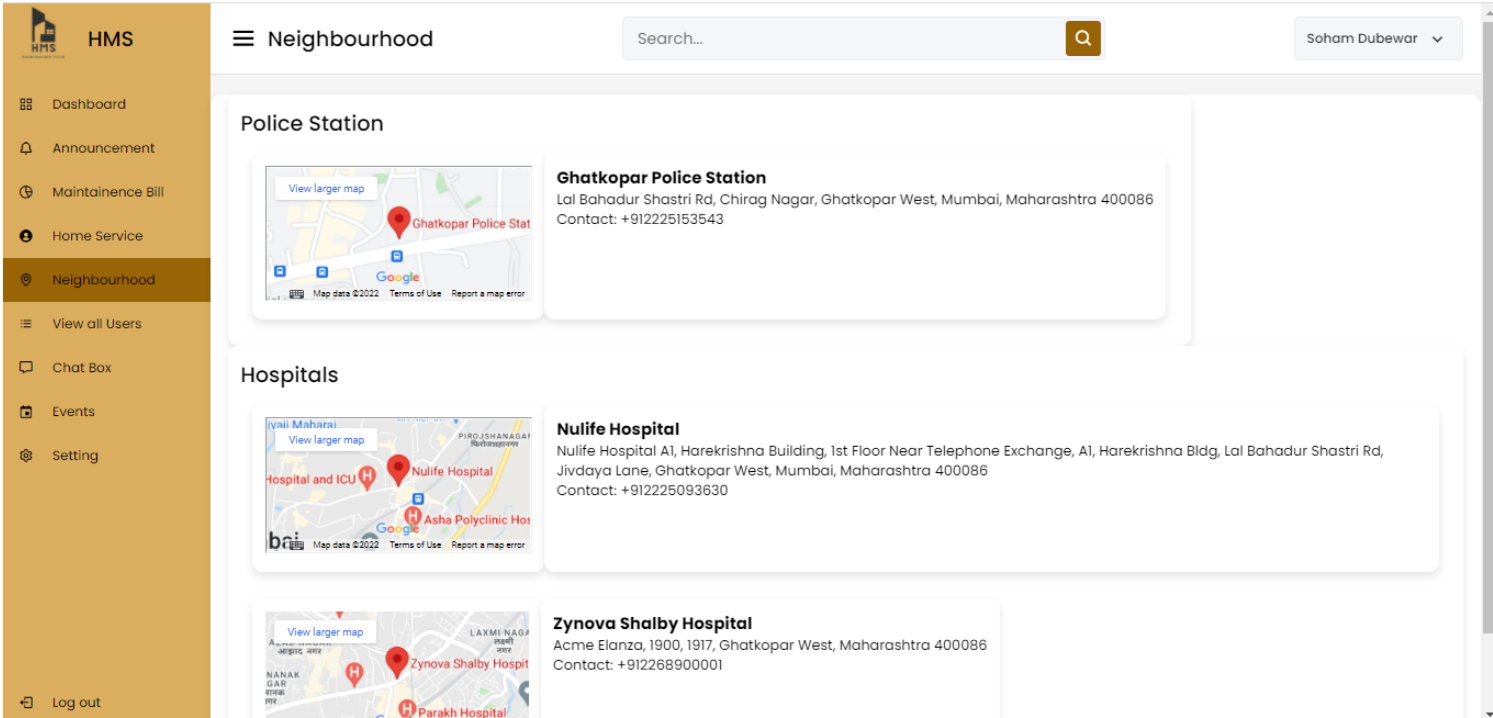 HMS
HMS
Neighbourhood
Search...
Soham Dubewar
Dashboard
Announcement
Maintainence Bill
Home Service
Neighbourhood
View all Users
Chat Box
Events
Setting
Log out
Police Station
View larger map
Ghatkopar Police Stat
Google
Map data ©2022 Terms of Use Report a map error
Ghatkopar Police Station
Lal Bahadur Shastri Rd, Chirag Nagar, Ghatkopar West, Mumbai, Maharashtra 400086
Contact: +912225153543
Hospitals
View larger map
PIROJSHANAGAR
Hospital and ICU
Nulife Hospital
Asha Polyclinic Hos
Google
bai
Map data ©2022 Terms of Use Report a map error
Nulife Hospital
Nulife Hospital A1, Harekrishna Building, 1st Floor Near Telephone Exchange, A1, Harekrishna Bldg, Lal Bahadur Shastri Rd,
Jivdaya Lane, Ghatkopar West, Mumbai, Maharashtra 400086
Contact: +912225093630
View larger map
आझाद नगर
LAXMI NAGA
लक्ष्मी
नगर
Zynova Shalby Hospit
NANAK
Parakh Hospital
Zynova Shalby Hospital
Acme Elanza, 1900, 1917, Ghatkopar West, Maharashtra 400086
Contact: +912268900001